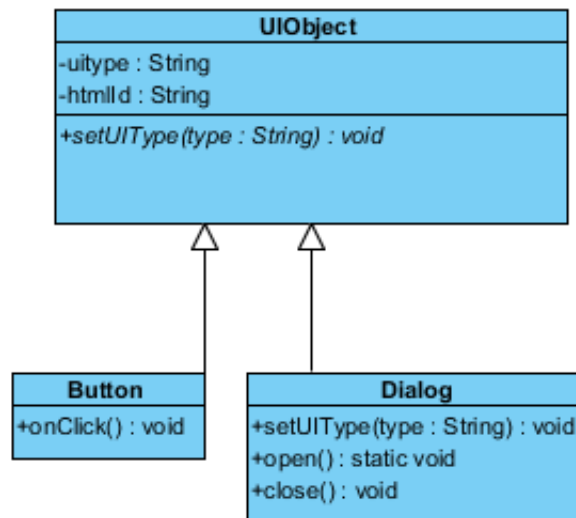 UIObject
-uitype : String
-htmlId : String
+setUIType(type : String) : void
Button
+onClick() : void
Dialog
+setUIType(type : String) : void
+open() : static void
+close() : void